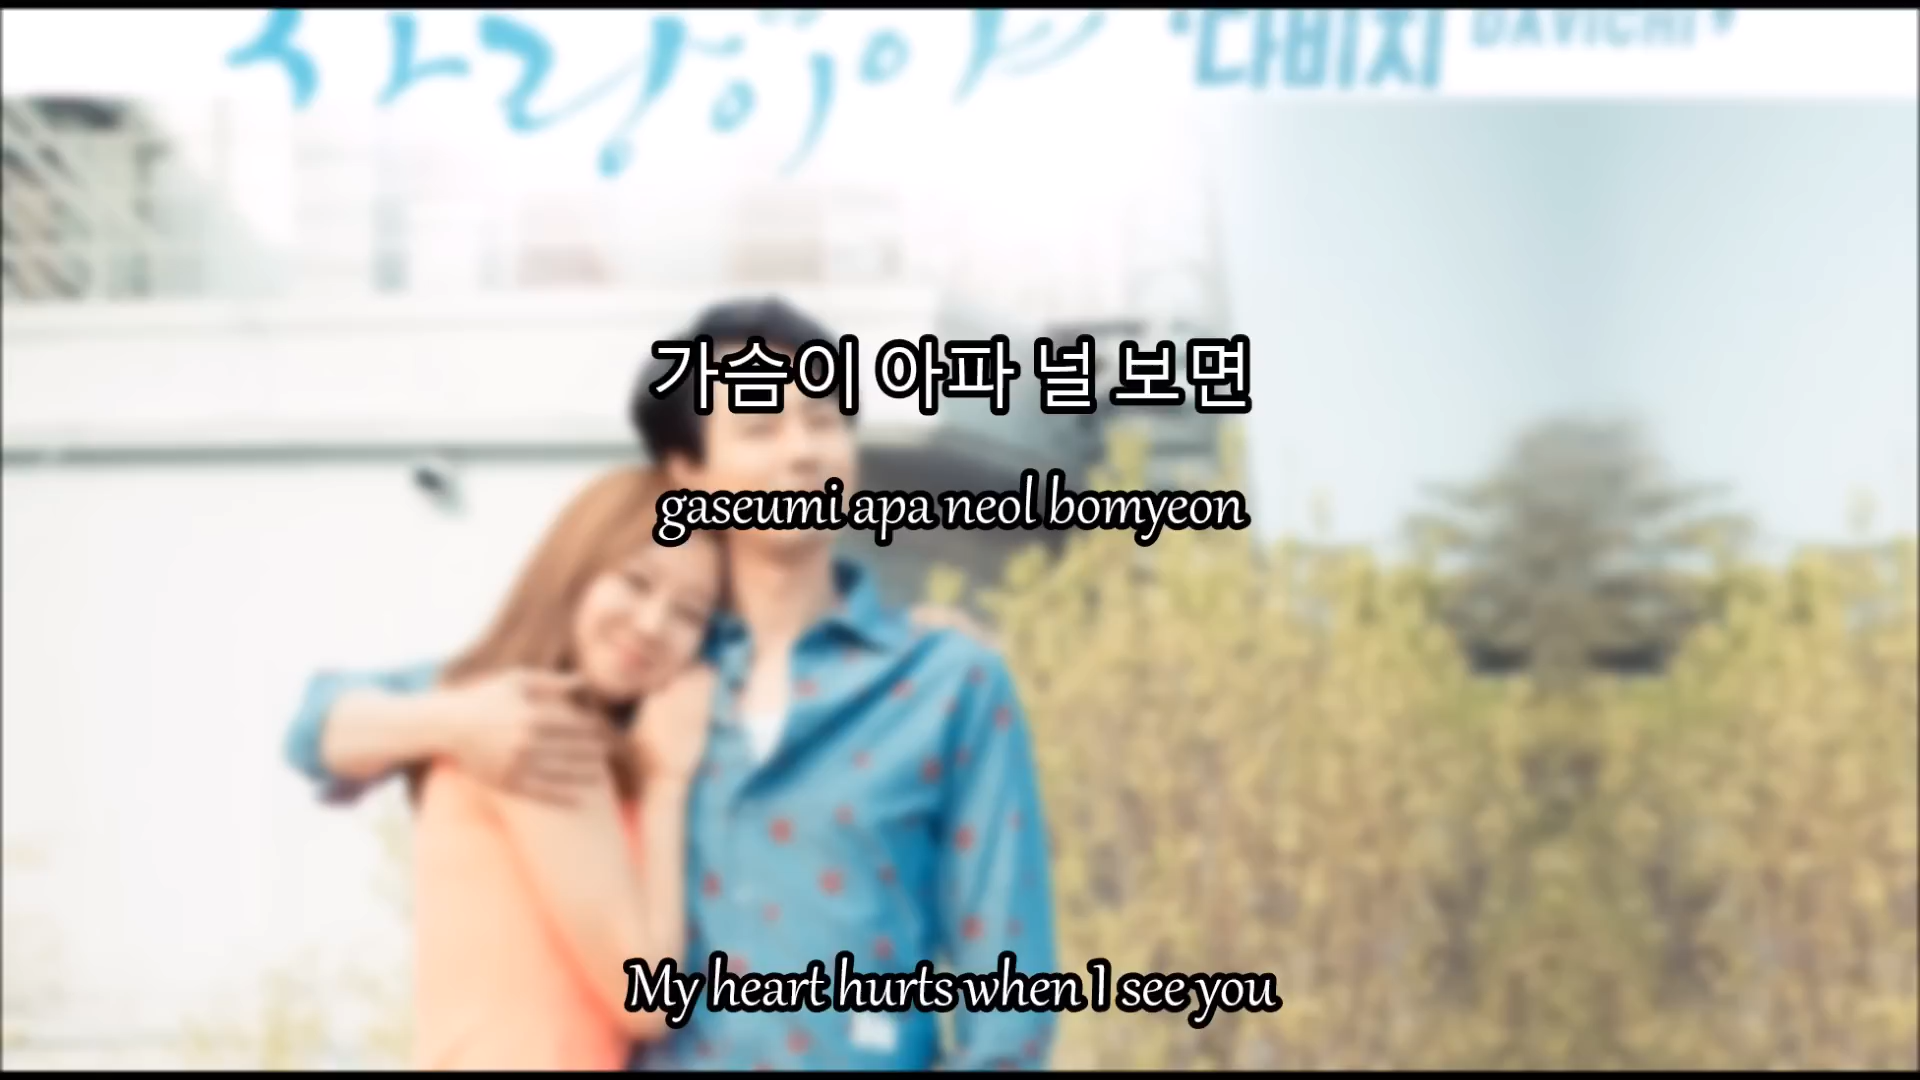 다비치 DAVICHI
가슴이 아파 널 보면
gaseumi apa neol bomyeon
My heart hurts when I see you